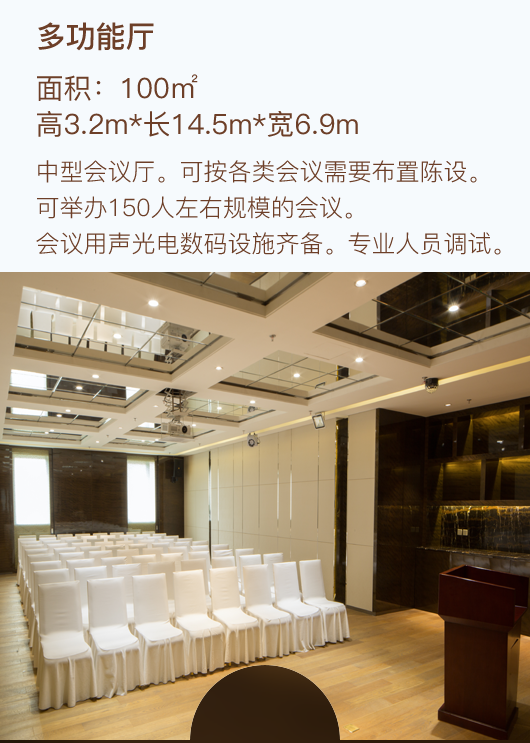 多功能厅
面积：100㎡
高3.2m*长14.5m*宽6.9m
中型会议厅。可按各类会议需要布置陈设。
可举办150人左右规模的会议。
会议用声光电数码设施齐备。专业人员调试。